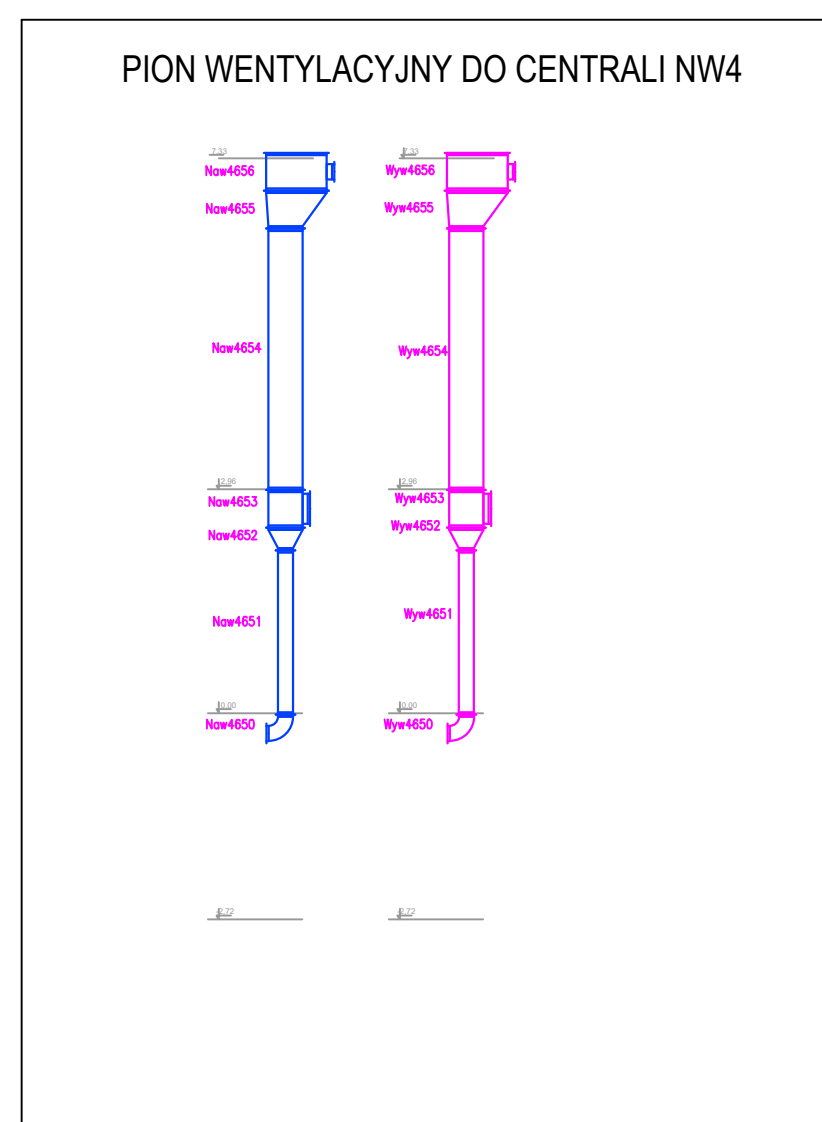 PION WENTYLACYJNY DO CENTRALI NW4
7.33 7.33
Naw4656 Wyw4656
Naw4655 Wyw4655
Naw4654 Wyw4654
2.96 2.96
Naw4653 Wyw4653
Naw4652 Wyw4652
Naw4651 Wyw4651
0.00 0.00
Naw4650 Wyw4650
2.72 2.72